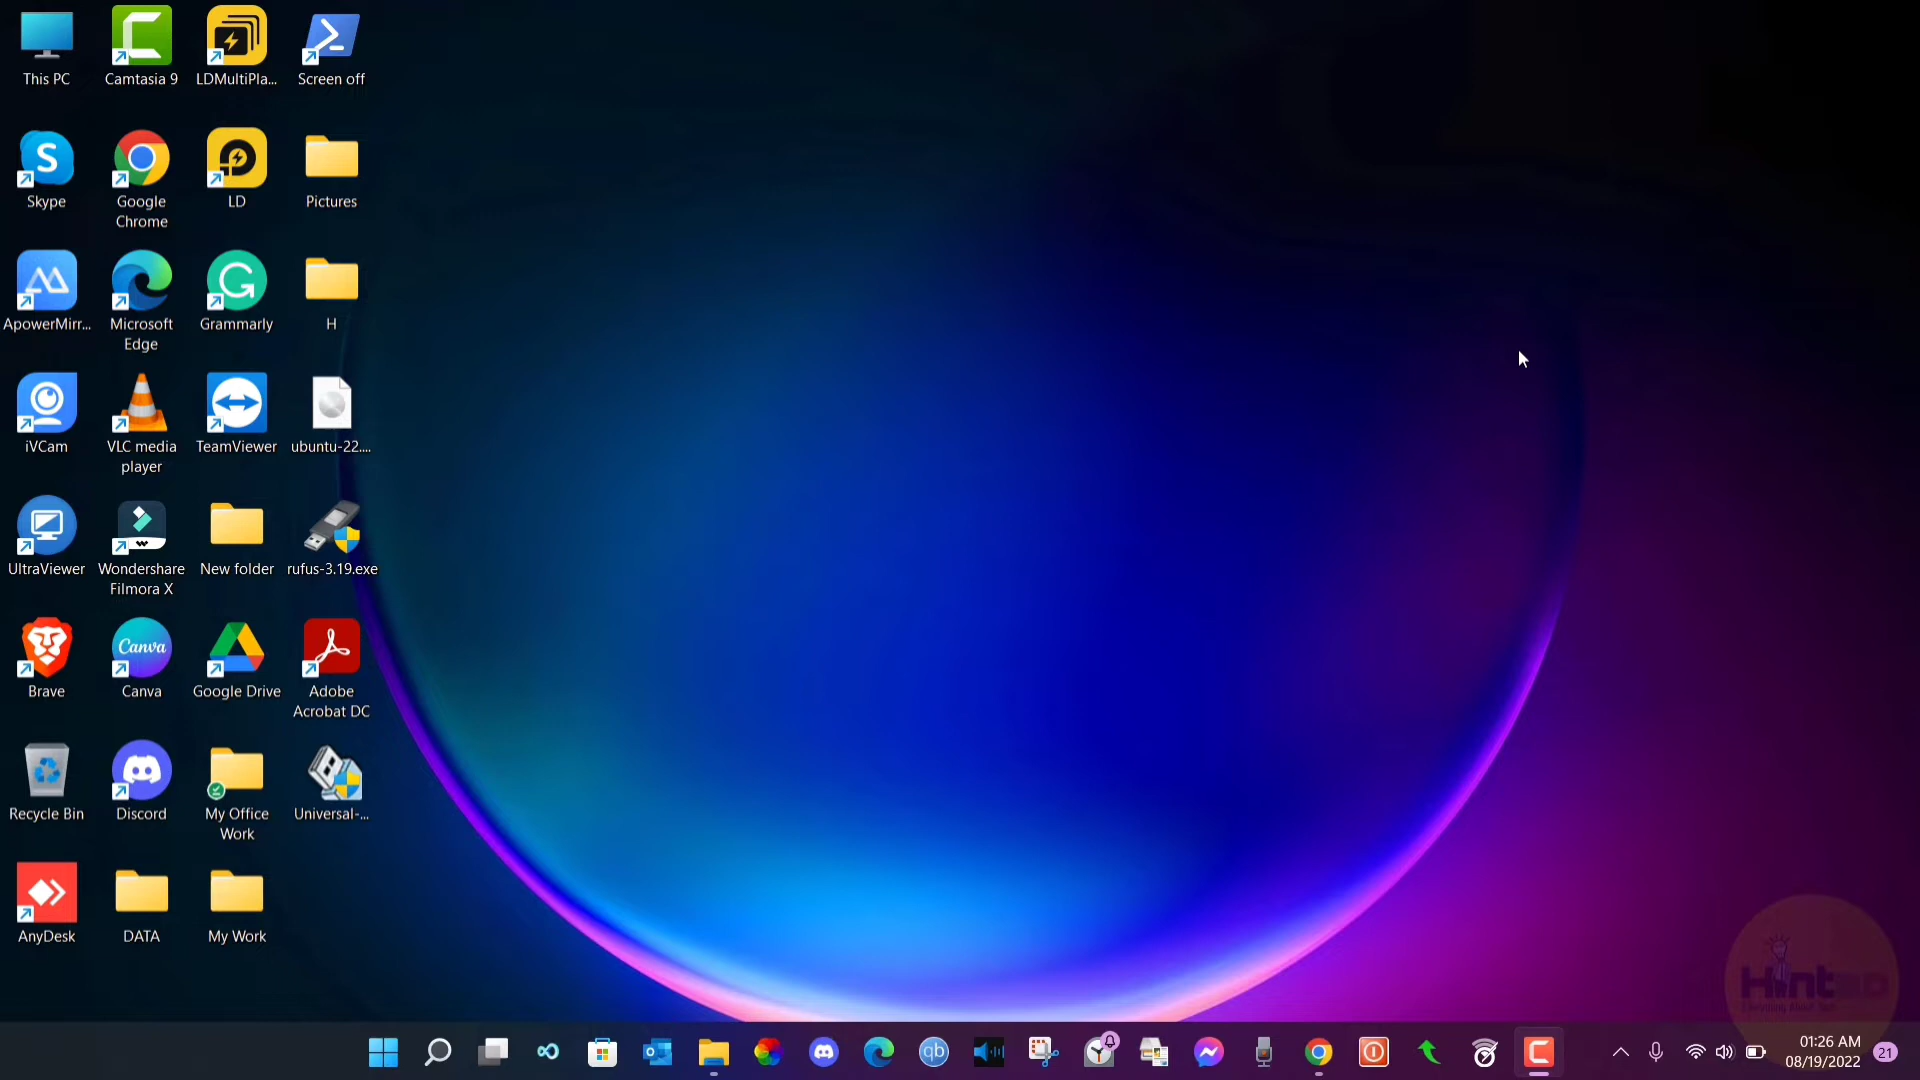 This PC
Camtasia 9
LDMultiPla...
Screen off
Skype
Google
Chrome
LD
Pictures
ApowerMirr...
Microsoft
Edge
Grammarly
H
iVCam
VLC media
player
TeamViewer
ubuntu-22....
UltraViewer
Wondershare
Filmora X
New folder
rufus-3.19.exe
Brave
Canva
Canva
Google Drive
Adobe
Acrobat DC
Recycle Bin
Discord
My Office
Work
Universal-...
AnyDesk
DATA
My Work
qb
01:26 AM
08/19/2022
21